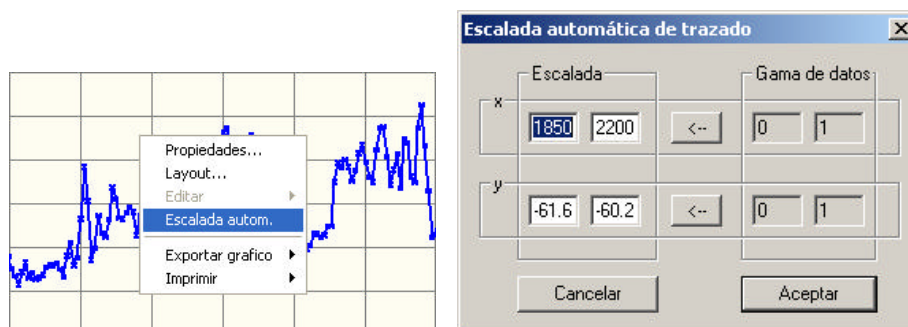 Propiedades...
Layout...
Editar
Escalada autom.
Exportar grafico
Imprimir
Escalada automática de trazado
Escalada Gama de datos
x
1850 2200 <-- 0 1
y
-61.6 -60.2 <-- 0 1
Cancelar Aceptar